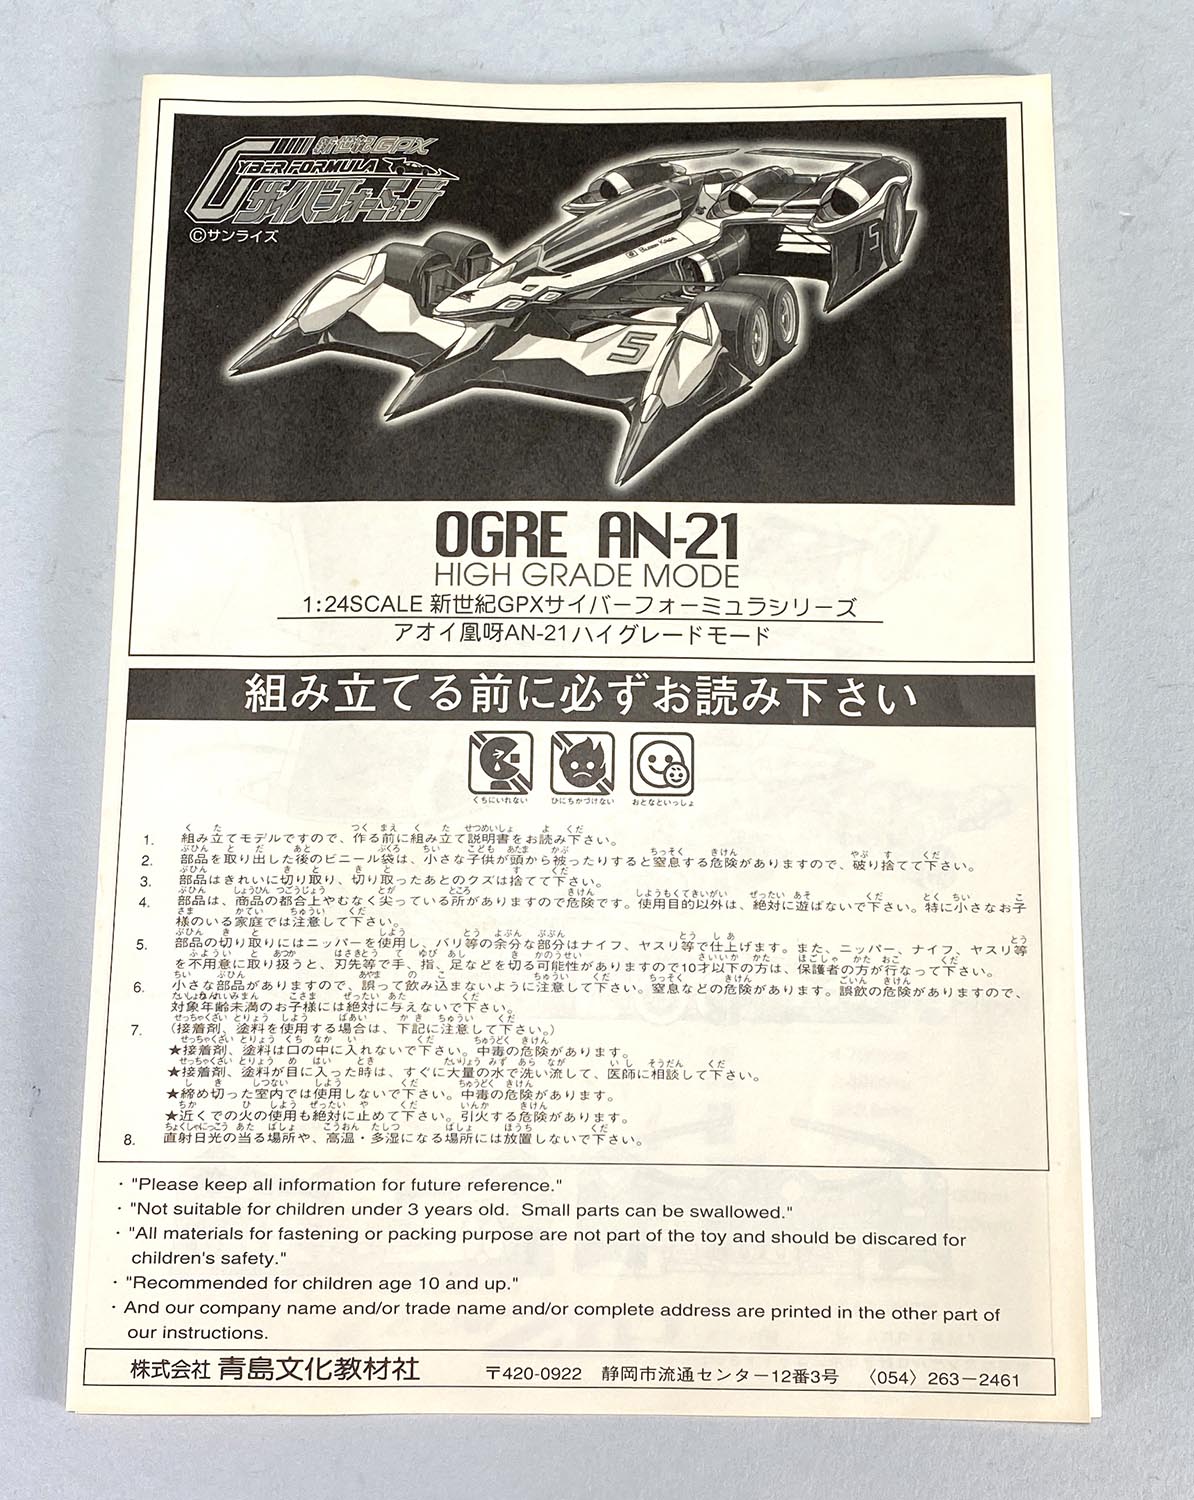 新世紀GPX
CYBER FORMULA
サイバーフォーミュラ
©サンライズ
5
5
OGRE AN-21
HIGH GRADE MODE
1:24SCALE 新世紀GPXサイバーフォーミュラシリーズ
アオイ凰呀AN-21ハイグレードモード
組み立てる前に必ずお読み下さい
くちにいれない ひにちかづけない おとなといっしょ
1. 組み立てモデルですので、作る前に組み立て説明書をお読み下さい。
2. 部品を取り出した後のビニール袋は、小さな子供が頭から被ったりすると窒息する危険がありますので、破り捨てて下さい。
3. 部品はきれいに切り取り、切り取ったあとのクズは捨てて下さい。
4. 部品は、商品の都合上やむなく尖っている所がありますので危険です。使用目的以外は、絶対に遊ばないで下さい。特に小さなお子
様のいる家庭では注意して下さい。
5. 部品の切り取りにはニッパーを使用し、バリ等の余分な部分はナイフ、ヤスリ等で仕上げます。また、ニッパー、ナイフ、ヤスリ等
を不用意に取り扱うと、刃先等で手、指、足などを切る可能性がありますので10才以下の方は、保護者の方が行なって下さい。
6. 小さな部品がありますので、誤って飲み込まないように注意して下さい。窒息などの危険があります。誤飲の危険がありますので、
対象年齢未満のお子様には絶対に与えないで下さい。
7. (接着剤、塗料を使用する場合は、下記に注意して下さい。)
★接着剤、塗料は口の中に入れないで下さい。中毒の危険があります。
★接着剤、塗料が目に入った時は、すぐに大量の水で洗い流して、医師に相談して下さい。
★締め切った室内では使用しないで下さい。中毒の危険があります。
★近くでの火の使用も絶対に止めて下さい。引火する危険があります。
8. 直射日光の当る場所や、高温・多湿になる場所には放置しないで下さい。
・"Please keep all information for future reference."
・"Not suitable for children under 3 years old. Small parts can be swallowed."
・"All materials for fastening or packing purpose are not part of the toy and should be discared for
children's safety."
・"Recommended for children age 10 and up."
・And our company name and/or trade name and/or complete address are printed in the other part of
our instructions.
株式会社 青島文化教材社 〒420-0922 静岡市流通センター12番3号 〈054〉263-2461